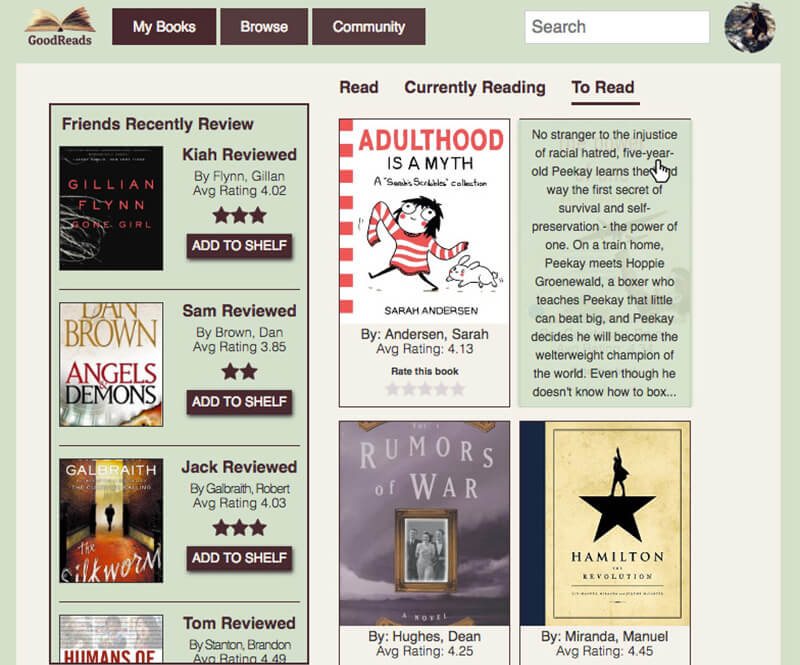 GoodReads
My Books
Browse
Community
Search
Friends Recently Review
GILLIAN
FLYNN
GONE GIRL
Kiah Reviewed
By Flynn, Gillan
Avg Rating 4.02
ADD TO SHELF
DAN
BROWN
ANGELS
& DEMONS
Sam Reviewed
By Brown, Dan
Avg Rating 3.85
ADD TO SHELF
GALBRAITH
the
silkworm
Jack Reviewed
By Galbraith, Robert
Avg Rating 4.03
ADD TO SHELF
HUMANS OF
Tom Reviewed
By Stanton, Brandon
Avg Rating 4.49
Read
Currently Reading
To Read
ADULTHOOD
IS A MYTH
A "Sarah's Scribbles" collection
SARAH ANDERSEN
By: Andersen, Sarah
Avg Rating: 4.13
Rate this book
No stranger to the injustice
of racial hatred, five-year-
old Peekay learns the
way the first secret of
survival and self-
preservation - the power of
one. On a train home,
Peekay meets Hoppie
Groenewald, a boxer who
teaches Peekay that little
can beat big, and Peekay
decides he will become the
welterweight champion of
the world. Even though he
doesn't know how to box...
RUMORS
of WAR
A NOVEL
By: Hughes, Dean
Avg Rating: 4.25
HAMILTON
THE
REVOLUTION
By: Miranda, Manuel
Avg Rating: 4.45